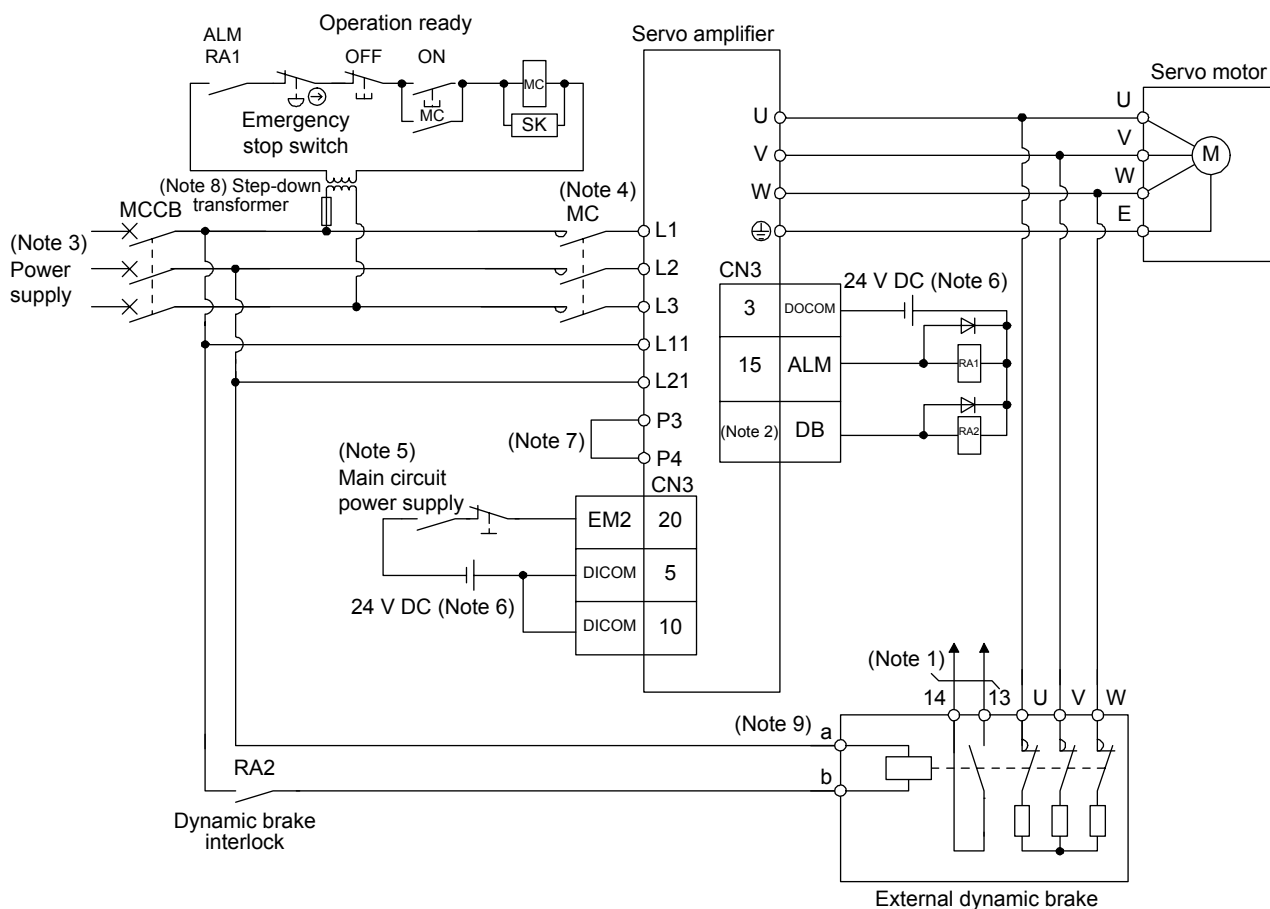 Operation ready
ALM
RA1
OFF
ON
MC
MC
SK
Emergency
stop switch
(Note 8) Step-down
transformer
MCCB
(Note 3)
Power
supply
(Note 4)
MC
Servo amplifier
L1
L2
L3
L11
L21
P3
P4
(Note 7)
U
V
W
Servo motor
U
V
W
E
M
CN3
3
DOCOM
15
ALM
(Note 2)
DB
24 V DC (Note 6)
RA1
RA2
(Note 5)
Main circuit
power supply
CN3
EM2
20
DICOM
5
DICOM
10
24 V DC (Note 6)
(Note 1)
14
13
U
V
W
(Note 9)
a
b
RA2
Dynamic brake
interlock
External dynamic brake